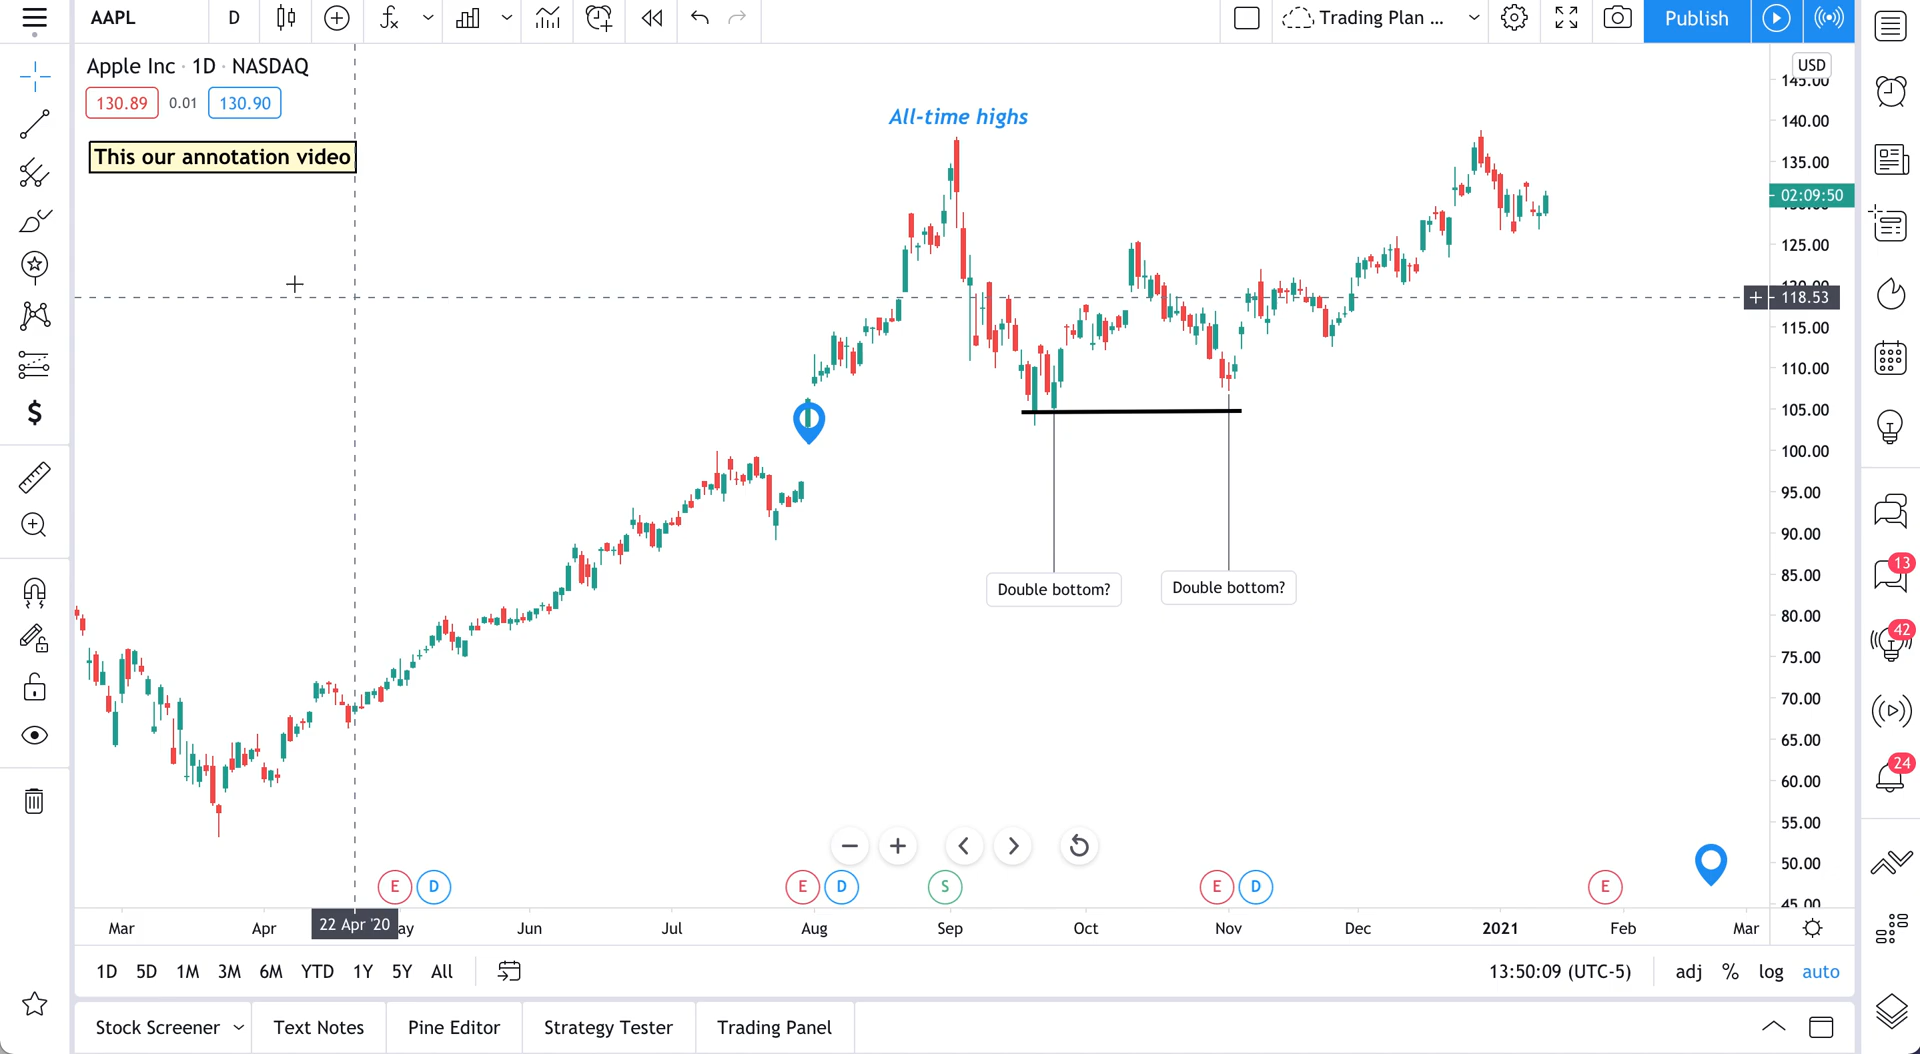 AAPL
D
Trading Plan ...
Publish
Apple Inc · 1D · NASDAQ
USD
130.89
0.01
130.90
This our annotation video
All-time highs
145.00
140.00
135.00
02:09:50
125.00
118.53
115.00
110.00
105.00
100.00
95.00
90.00
85.00
80.00
75.00
70.00
65.00
60.00
55.00
50.00
45.00
Double bottom?
Double bottom?
13
42
24
E
D
E
D
S
E
D
E
Mar
Apr
22 Apr '20
ay
Jun
Jul
Aug
Sep
Oct
Nov
Dec
2021
Feb
Mar
1D 5D 1M 3M 6M YTD 1Y 5Y All
13:50:09 (UTC-5)
adj % log auto
Stock Screener
Text Notes
Pine Editor
Strategy Tester
Trading Panel